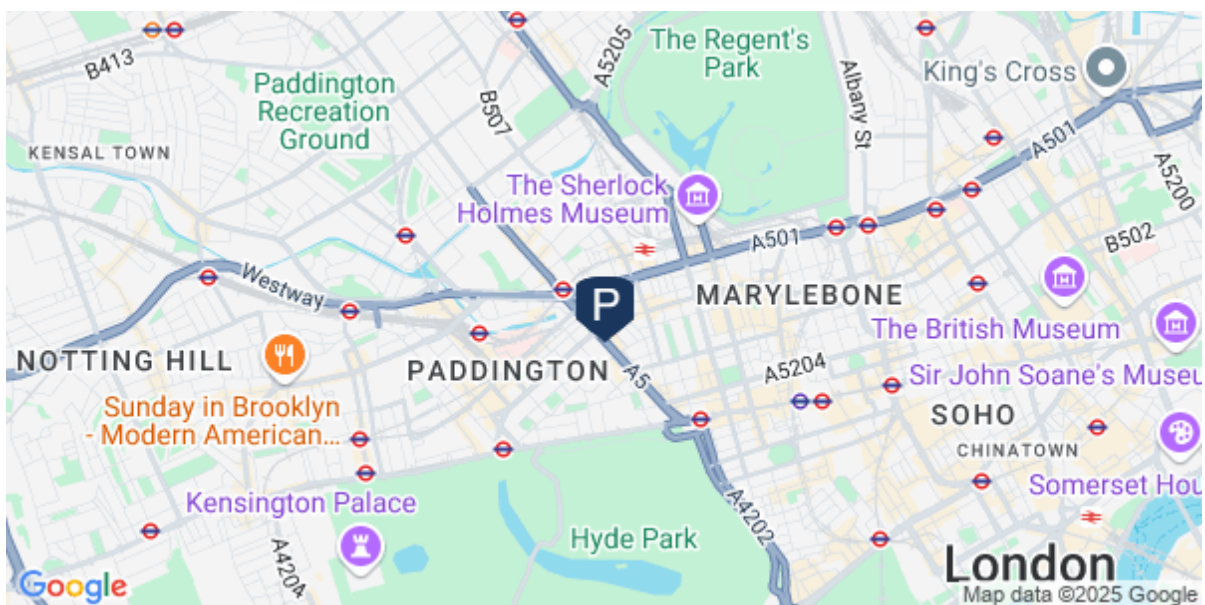 The Regent's
Park
A5205
B413
King's Cross
Albany St
Paddington
Recreation
Ground
B507
A501
KENSAL TOWN
A5200
The Sherlock
Holmes Museum
B502
A501
Westway
P
MARYLEBONE
The British Museum
NOTTING HILL
PADDINGTON
A5
A5204
Sir John Soane's Museu
Sunday in Brooklyn
- Modern American...
SOHO
CHINATOWN
Kensington Palace
Somerset Hou
A4202
Hyde Park
A4204
London
Google
Map data ©2025 Google